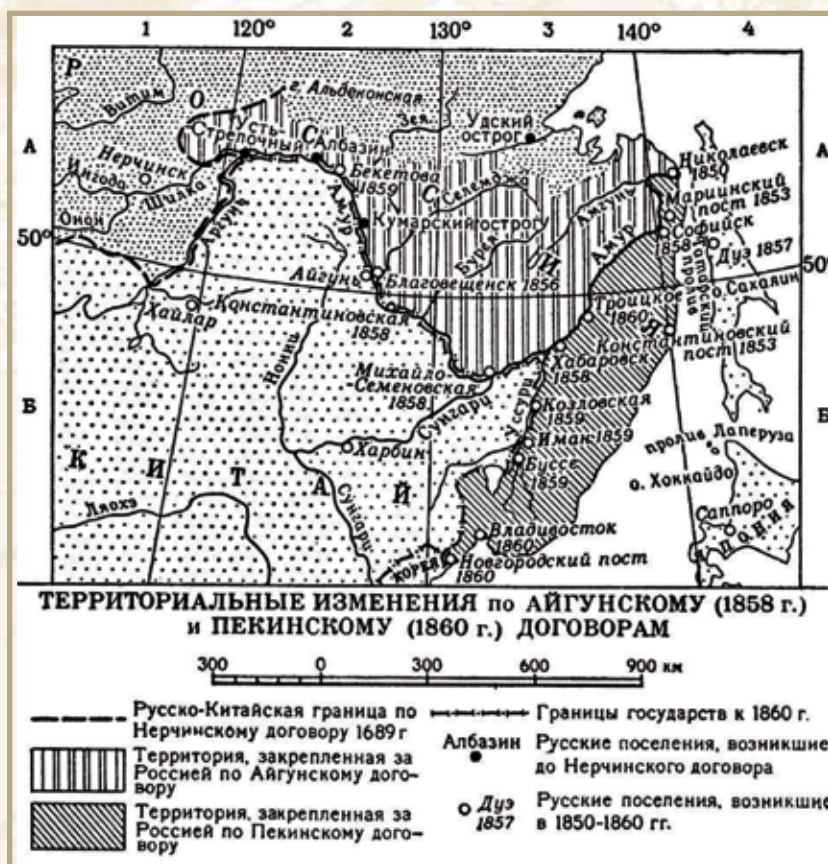 1 120° 2 130° 3 140° 4
Р
О
С
С
И
Я
А
А
Витим
г. Альденонская
Зея
Усть-
Стрелочный
Албазин
Удский
острог
Нерчинск
Ингода
Шилка
Онон
Бекетова
1859
Селемджа
Николаевск
1850
Мариинский
пост 1853
Амгунь
Софийск
1858
Амур
Аргунь
Кумарский острог
Бурея
Амур
Дуэ 1857
50°
50°
Татарский
пролив
о. Сахалин
Айгунь
Благовещенск 1856
Хайлар
Константиновская
1858
Троицкое
1860
Константиновский
пост 1853
Нонни
Михайло-
Семеновская
1858
Хабаровск
1858
Б
Б
Сунгари
Уссури
Козловская
1859
Иман 1859
Буссе
1859
пролив Лаперуза
о. Хоккайдо
Харбин
К И Т А Й
Ляохэ
Сунгари
Саппоро
ЯПОНИЯ
Владивосток
1860
КОРЕЯ
Новгородский пост
1860
ТЕРРИТОРИАЛЬНЫЕ ИЗМЕНЕНИЯ по АЙГУНСКОМУ (1858 г.)
и ПЕКИНСКОМУ (1860 г.) ДОГОВОРАМ
300 0 300 600 900 км
Русско-Китайская граница по
Нерчинскому договору 1689 г
Территория, закрепленная за
Россией по Айгунскому дого-
вору
Территория, закрепленная за
Россией по Пекинскому дого-
вору
Границы государств к 1860 г.
Албазин
Русские поселения, возникшие
до Нерчинского договора
Дуэ
1857
Русские поселения, возникшие
в 1850-1860 гг.